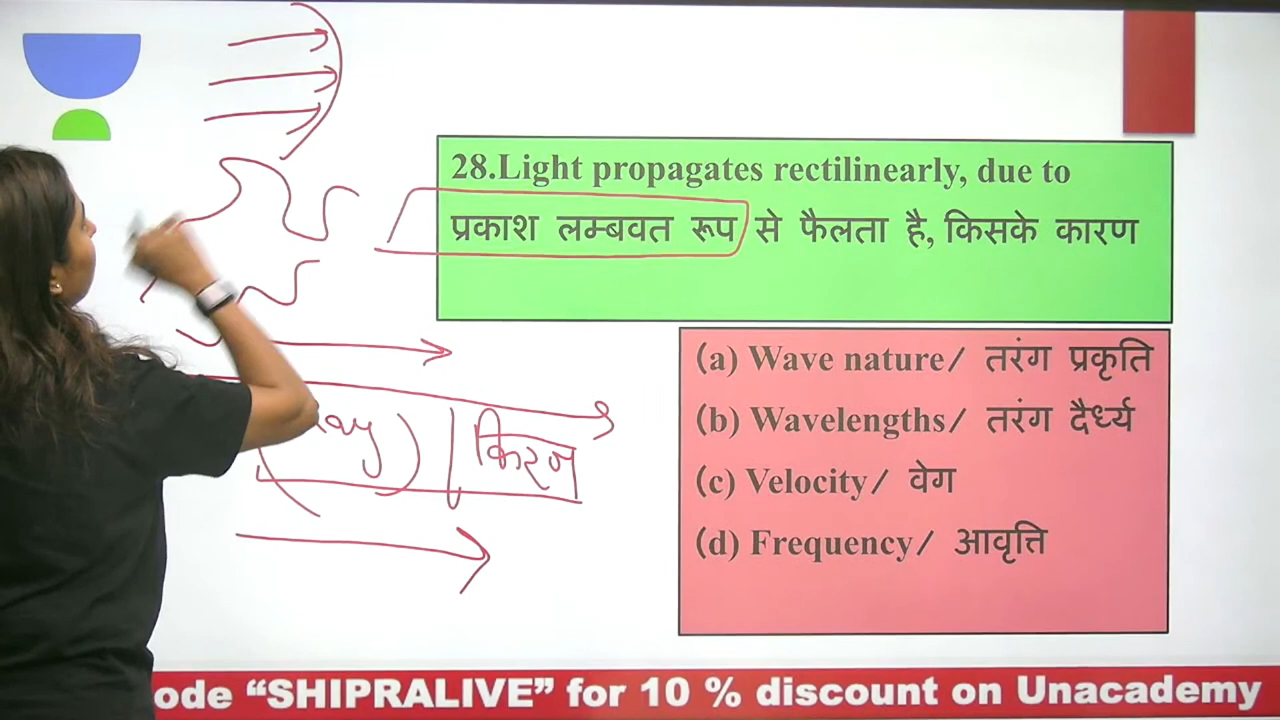 28.Light propagates rectilinearly, due to
प्रकाश लम्बवत रूप से फैलता है, किसके कारण
(a) Wave nature/ तरंग प्रकृति
(b) Wavelengths/ तरंग दैर्ध्य
(c) Velocity/ वेग
(d) Frequency/ आवृत्ति
किरण
ode “SHIPRALIVE” for 10 % discount on Unacademy